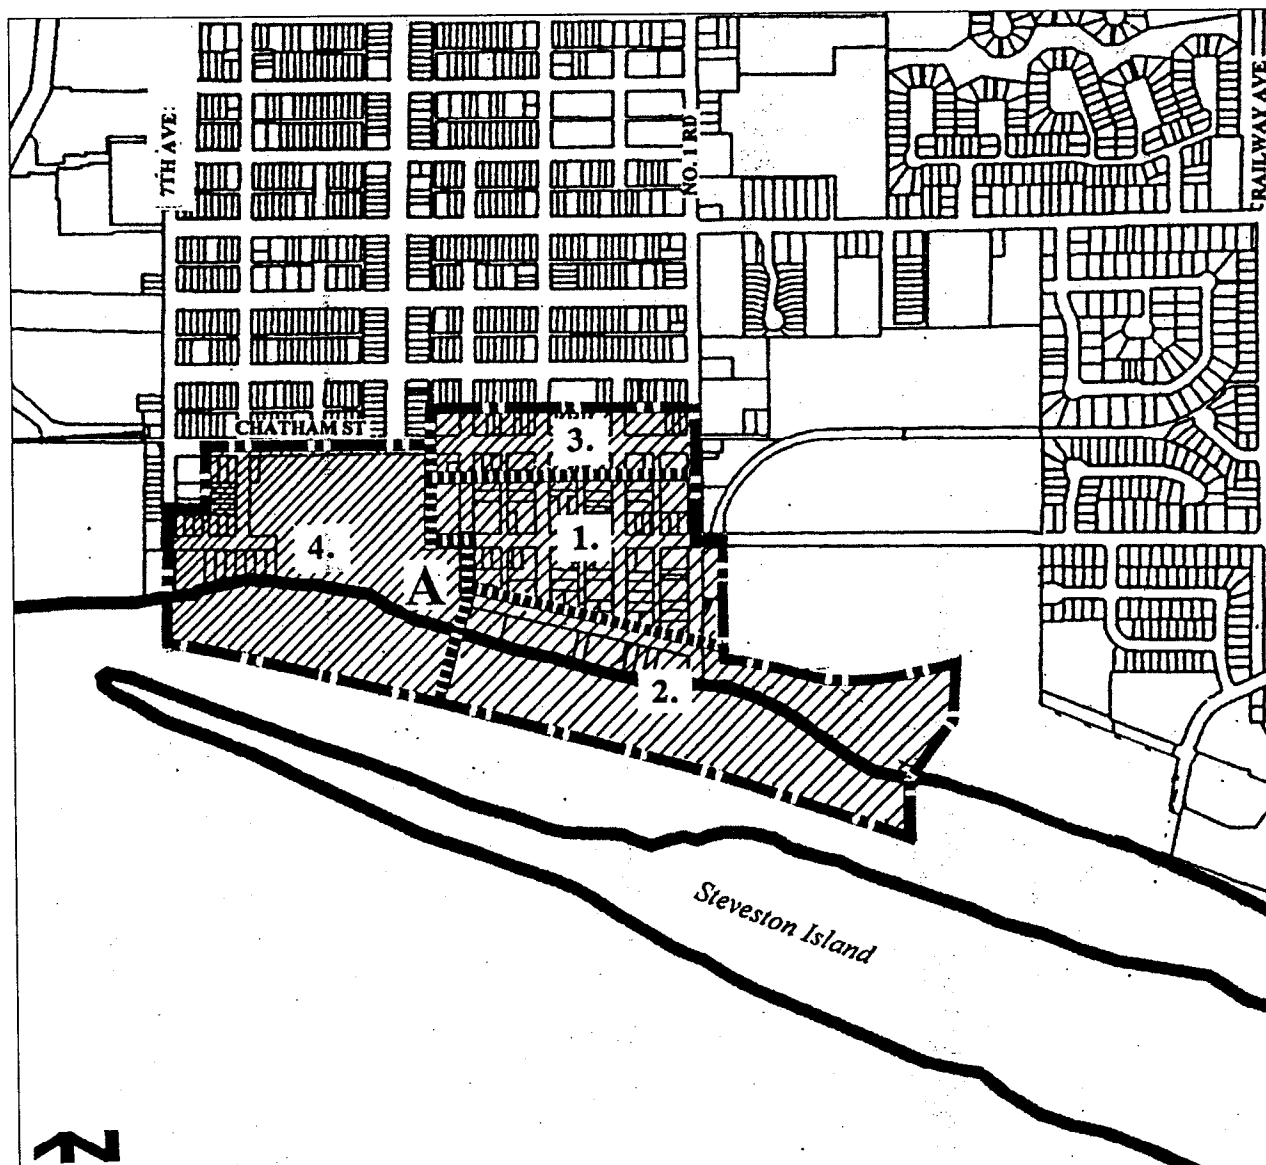 7TH AVE.
NO. 1 RD
RAILWAY AVE.
CHATHAM ST
3.
1.
4.
A
2.
Steveston Island
N